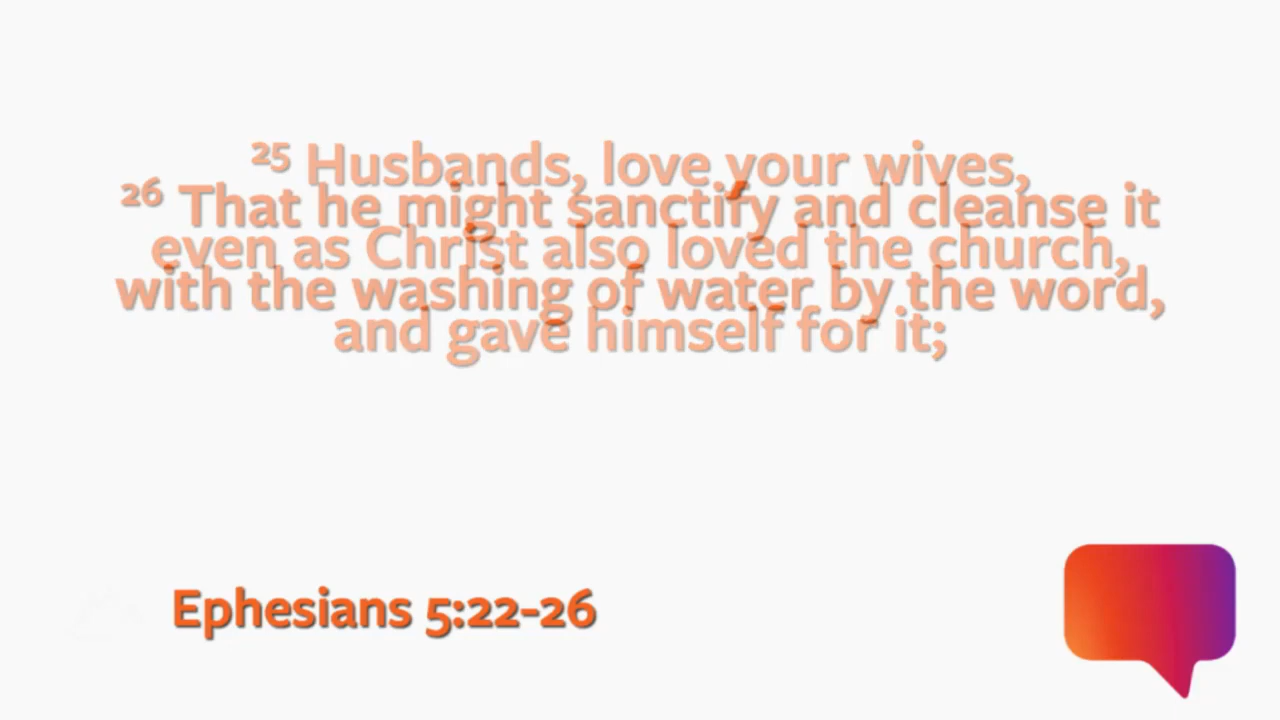 25 Husbands, love your wives,
26 That he might sanctify and cleanse it
even as Christ also loved the church,
with the washing of water by the word,
and gave himself for it;
Ephesians 5:22-26